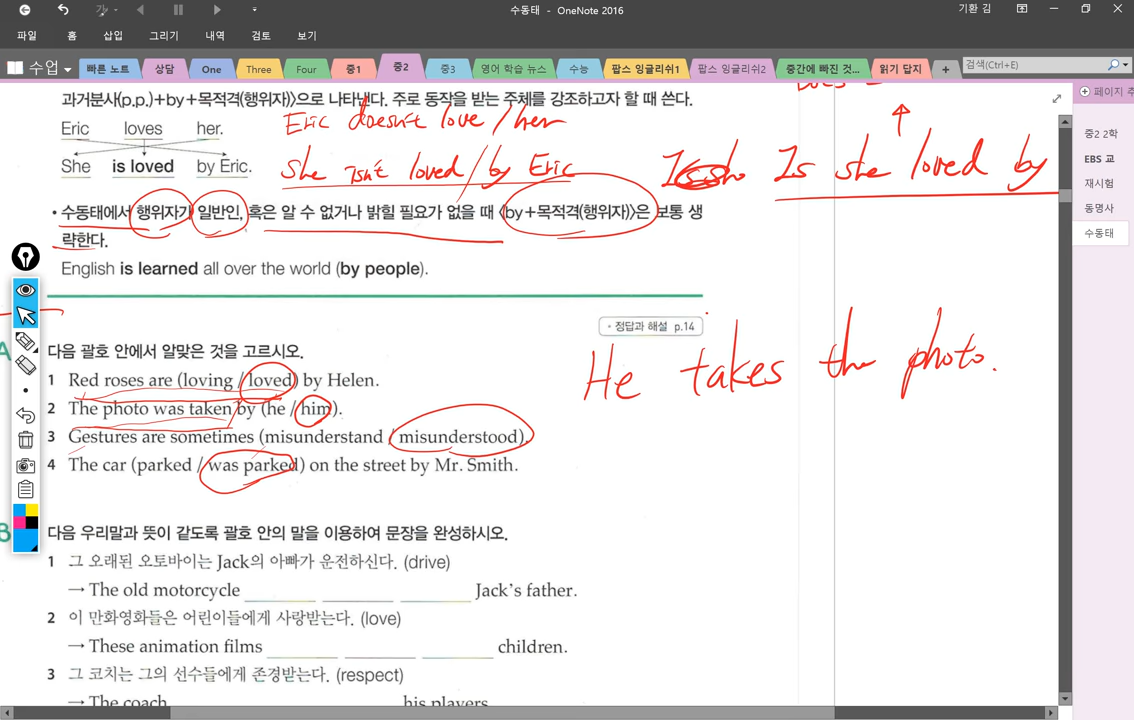 수동태 - OneNote 2016
기환 김
파일 홈 삽입 그리기 내역 검토 보기
수업 빠른 노트 상담 One Three Four 중1 중2 중3 영어 학습 뉴스 수능 팝스 잉글리쉬1 팝스 잉글리쉬2 중간에 빠진 것... 읽기 답지 + 검색(Ctrl+E)
페이지 추
과거분사(p.p.)+by+목적격(행위자)>으로 나타낸다. 주로 동작을 받는 주체를 강조하고자 할 때 쓴다.
Eric doesn't love / her
Eric loves her.
She isn't loved / by Eric
Is she loved by
She is loved by Eric.
• 수동태에서 행위자가 일반인, 혹은 알 수 없거나 밝힐 필요가 없을 때 <by+목적격(행위자)>은 보통 생
략한다.
English is learned all over the world (by people).
• 정답과 해설 p.14
A 다음 괄호 안에서 알맞은 것을 고르시오.
1 Red roses are (loving / loved) by Helen.
He takes the photo.
2 The photo was taken by (he / him).
3 Gestures are sometimes (misunderstand / misunderstood).
4 The car (parked / was parked) on the street by Mr. Smith.
B 다음 우리말과 뜻이 같도록 괄호 안의 말을 이용하여 문장을 완성하시오.
1 그 오래된 오토바이는 Jack의 아빠가 운전하신다. (drive)
→ The old motorcycle Jack's father.
2 이 만화영화들은 어린이들에게 사랑받는다. (love)
→ These animation films children.
3 그 코치는 그의 선수들에게 존경받는다. (respect)
→ The coach his players
중2 2학
EBS 교
재시험
동명사
수동태